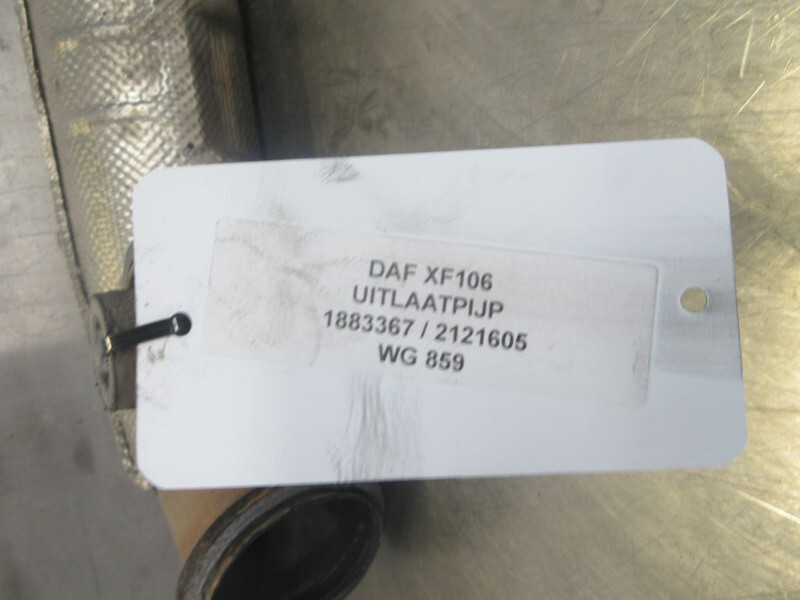 DAF XF106
UITLAATPIJP
1883367 / 2121605
WG 859